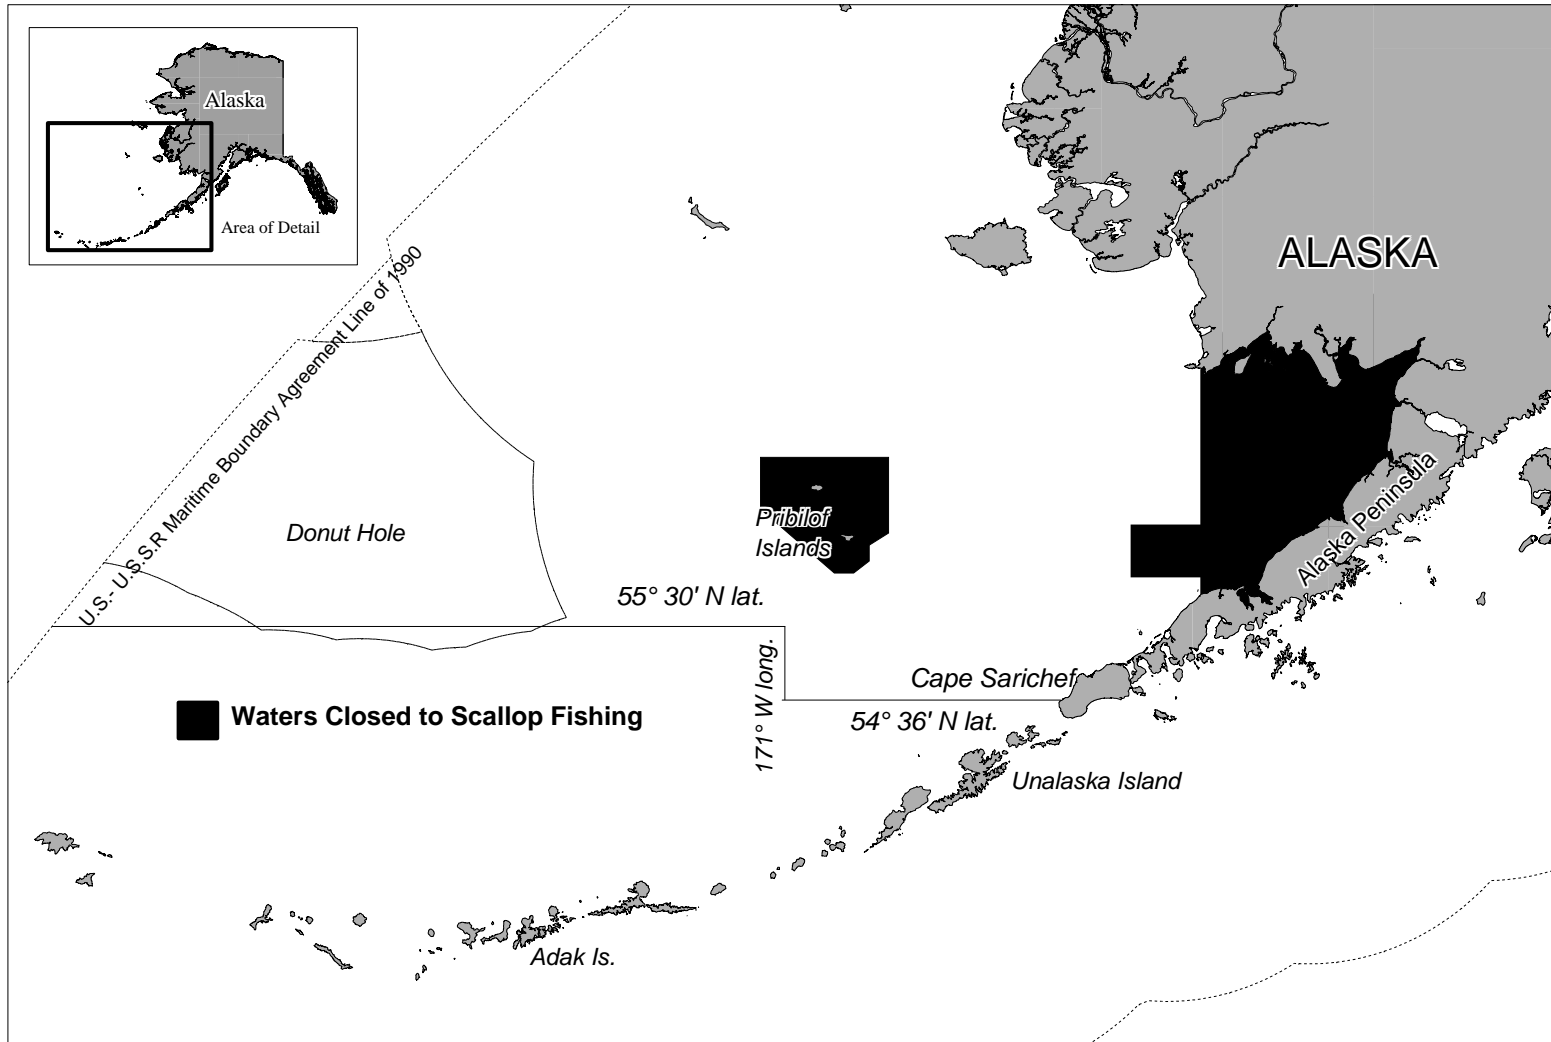 Alaska
Area of Detail
U.S.- U.S.S.R Maritime Boundary Agreement Line of 1990
ALASKA
Alaska Peninsula
Donut Hole
Pribilof
Islands
55° 30' N lat.
171° W long.
Cape Sarichef
54° 36' N lat.
Waters Closed to Scallop Fishing
Unalaska Island
Adak Is.